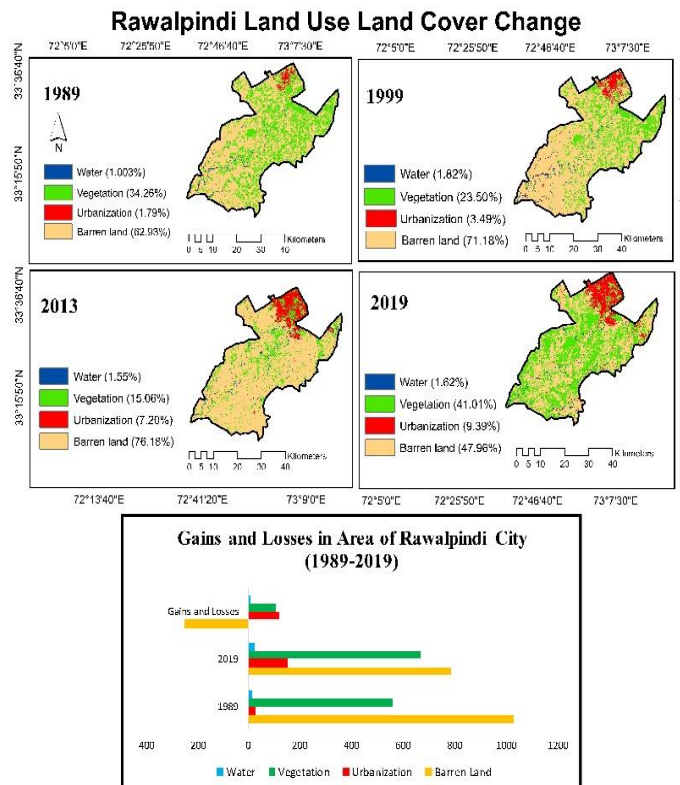 Rawalpindi Land Use Land Cover Change
72°5'0"E 72°25'50"E 72°46'40"E 73°7'30"E 72°5'0"E 72°25'50"E 72°46'40"E 73°7'30"E
33°36'40"N
33°15'50"N
1989
N
Water (1.003%)
Vegetation (34.26%)
Urbanization (1.79%)
Barren land (62.93%)
Kilometers
0 5 10 20 30 40
1999
Water (1.82%)
Vegetation (23.50%)
Urbanization (3.49%)
Barren land (71.18%)
Kilometers
0 5 10 20 30 40
33°36'40"N
33°15'50"N
2013
Water (1.55%)
Vegetation (15.06%)
Urbanization (7.20%)
Barren land (76.18%)
Kilometers
0 5 10 20 30 40
2019
Water (1.62%)
Vegetation (41.01%)
Urbanization (9.39%)
Barren land (47.96%)
Kilometers
0 5 10 20 30 40
72°13'40"E 72°41'20"E 73°9'0"E 72°5'0"E 72°25'50"E 72°46'40"E 73°7'30"E
Gains and Losses in Area of Rawalpindi City
(1989-2019)
Gains and Losses
2019
1989
400 200 0 200 400 600 800 1000 1200
Water Vegetation Urbanization Barren Land